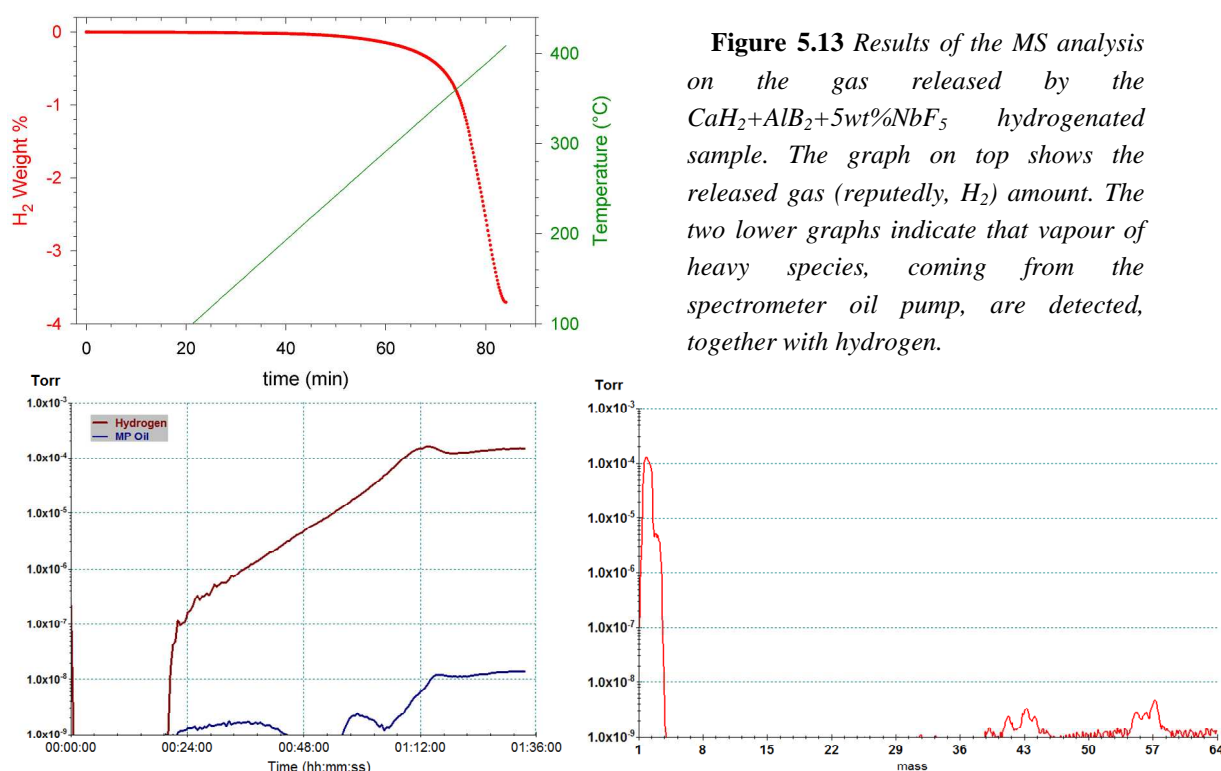 0
-1
-2
-3
-4
H2 Weight %
0
20
40
60
80
time (min)
400
300
200
100
Temperature (°C)
Figure 5.13 Results of the MS analysis
on the gas released by the
CaH2+AlB2+5wt%NbF5 hydrogenated
sample. The graph on top shows the
released gas (reputedly, H2) amount. The
two lower graphs indicate that vapour of
heavy species, coming from the
spectrometer oil pump, are detected,
together with hydrogen.
Torr
1.0x10-3
1.0x10-4
1.0x10-5
1.0x10-6
1.0x10-7
1.0x10-8
1.0x10-9
Hydrogen
MP Oil
00:00:00
00:24:00
00:48:00
01:12:00
01:36:00
Time (hh:mm:ss)
Torr
1.0x10-3
1.0x10-4
1.0x10-5
1.0x10-6
1.0x10-7
1.0x10-8
1.0x10-9
1
8
15
22
29
36
43
50
57
64
mass